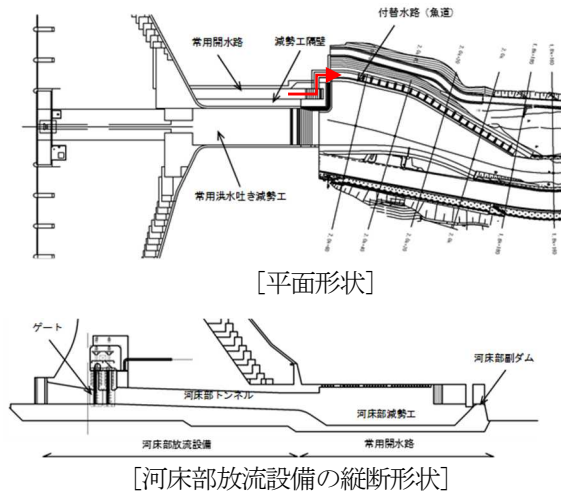 付替水路（魚道）
常用開水路
減勢工隔壁
常用洪水吐き減勢工
［平面形状］
ゲート
河床部副ダム
河床部トンネル
河床部減勢工
河床部放流設備
常用開水路
［河床部放流設備の縦断形状］